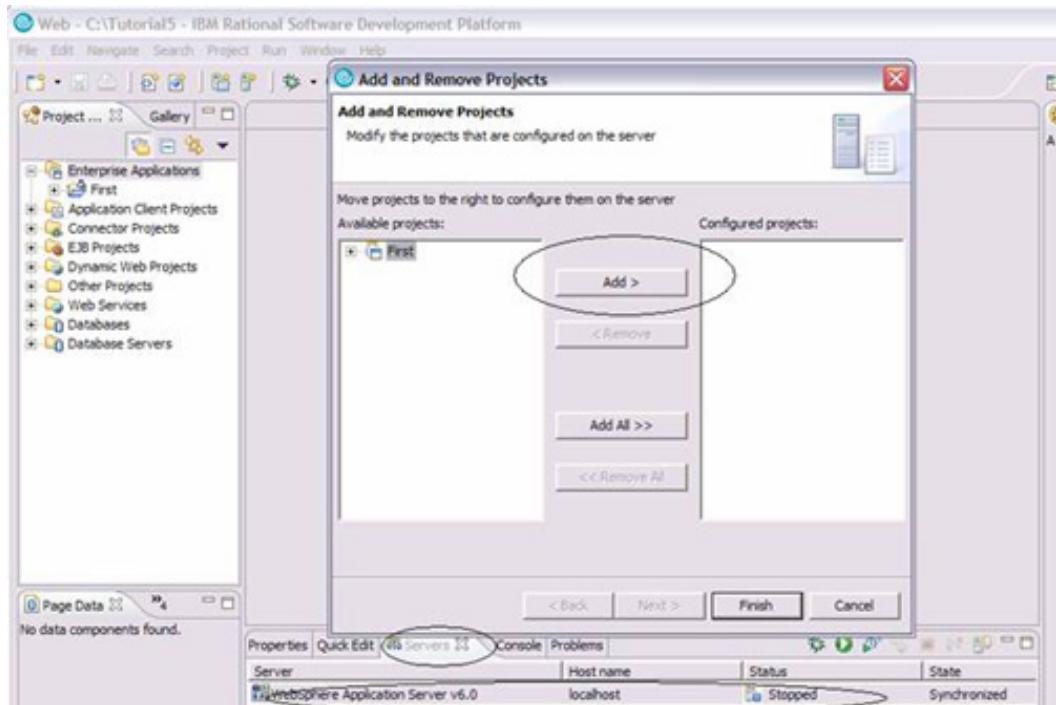 Web - C:\Tutorial5 - IBM Rational Software Development Platform
File Edit Navigate Search Project Run Window Help
Project ... Gallery
Enterprise Applications
First
Application Client Projects
Connector Projects
EJB Projects
Dynamic Web Projects
Other Projects
Web Services
Databases
Database Servers
Add and Remove Projects
Add and Remove Projects
Modify the projects that are configured on the server
Move projects to the right to configure them on the server
Available projects: Configured projects:
First
Add >
< Remove
Add All >>
<< Remove All
< Back Next > Finish Cancel
Page Data 4
No data components found.
Properties Quick Edit Servers Console Problems
Server Host name Status State
WebSphere Application Server v6.0 localhost Stopped Synchronized
A